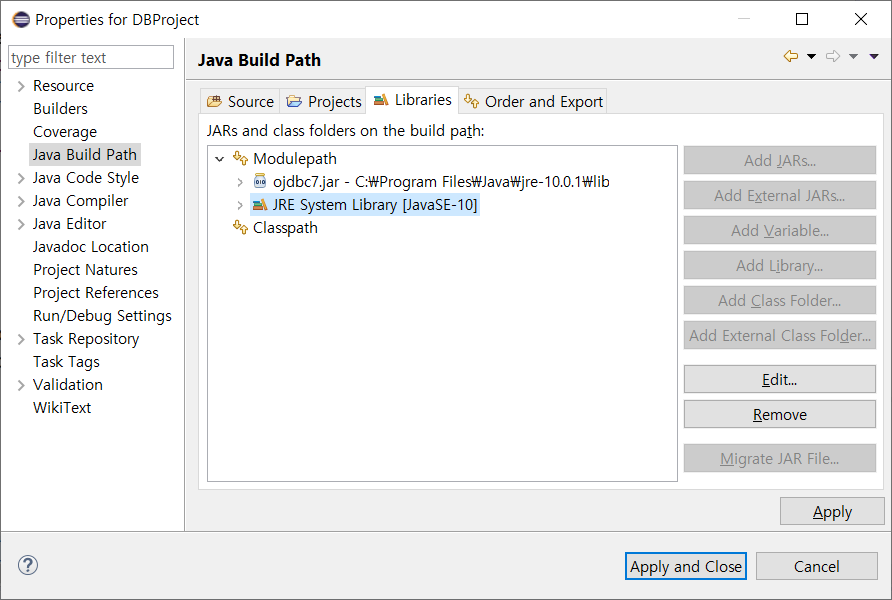 Properties for DBProject
type filter text
Resource
Builders
Coverage
Java Build Path
Java Code Style
Java Compiler
Java Editor
Javadoc Location
Project Natures
Project References
Run/Debug Settings
Task Repository
Task Tags
Validation
WikiText
Java Build Path
Source
Projects
Libraries
Order and Export
JARs and class folders on the build path:
Modulepath
ojdbc7.jar - C:₩Program Files₩Java₩jre-10.0.1₩lib
JRE System Library [JavaSE-10]
Classpath
Add JARs...
Add External JARs...
Add Variable...
Add Library...
Add Class Folder...
Add External Class Folder...
Edit...
Remove
Migrate JAR File...
Apply
?
Apply and Close
Cancel